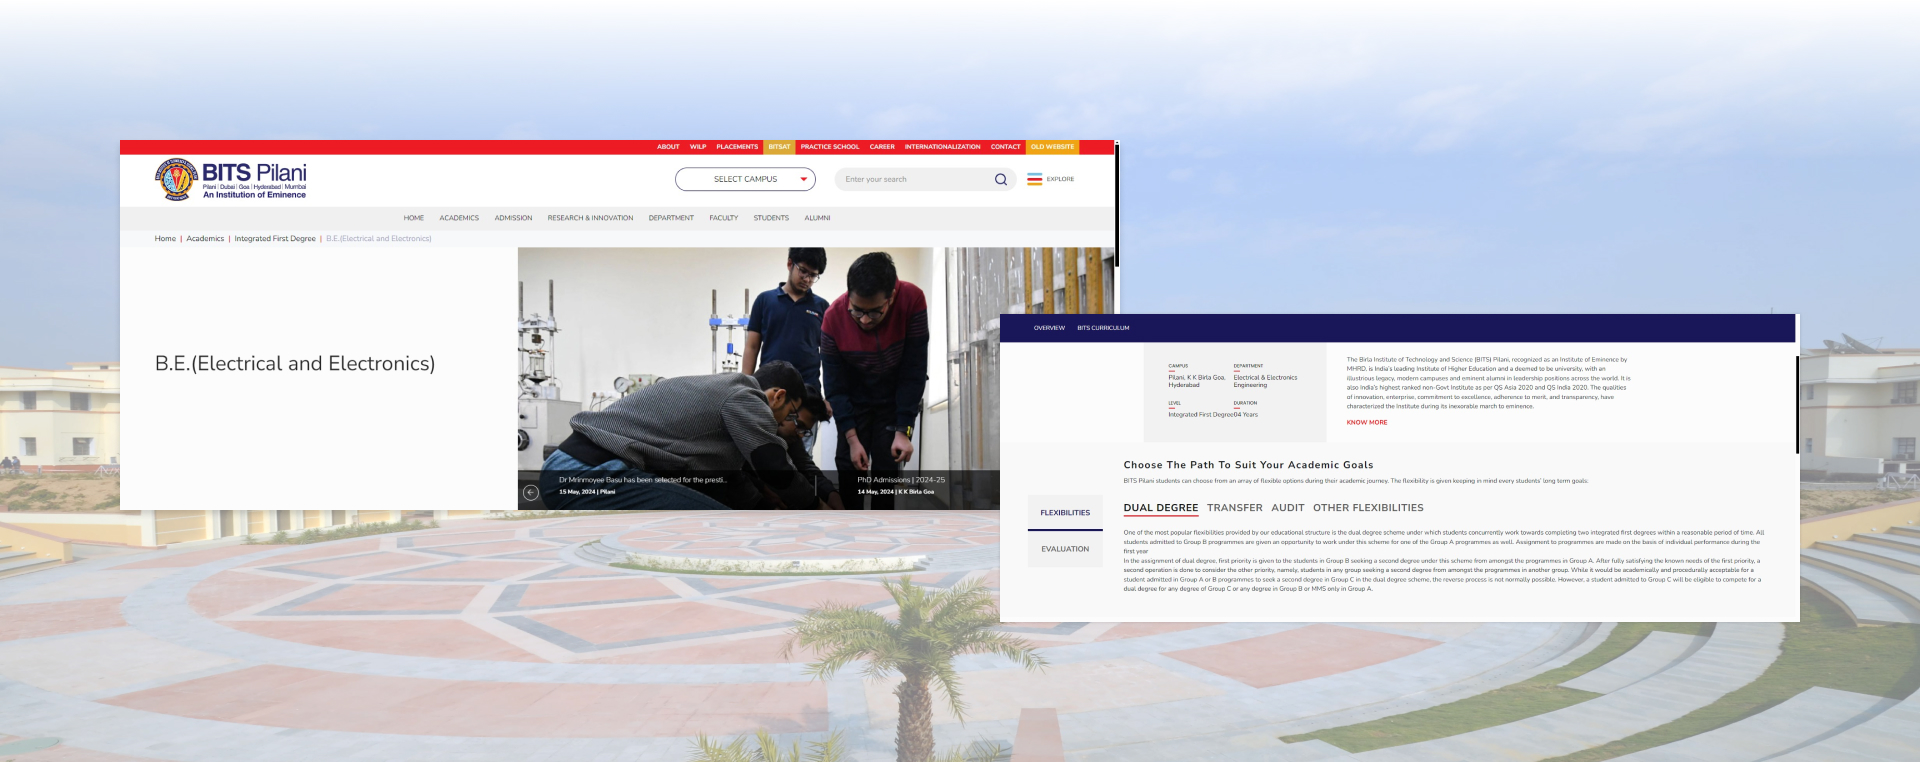 ABOUT WILP PLACEMENTS BITSAT PRACTICE SCHOOL CAREER INTERNATIONALIZATION CONTACT OLD WEBSITE
BITS Pilani
Pilani | Dubai | Goa | Hyderabad | Mumbai
An Institution of Eminence
SELECT CAMPUS
Enter your search
EXPLORE
HOME ACADEMICS ADMISSION RESEARCH & INNOVATION DEPARTMENT FACULTY STUDENTS ALUMNI
Home | Academics | Integrated First Degree | B.E.(Electrical and Electronics)
B.E.(Electrical and Electronics)
Dr Mrinmoyee Basu has been selected for the presti...
15 May, 2024 | Pilani
PhD Admissions | 2024-25
14 May, 2024 | K K Birla Goa
OVERVIEW BITS CURRICULUM
CAMPUS
Pilani, K K Birla Goa,
Hyderabad
DEPARTMENT
Electrical & Electronics
Engineering
LEVEL
Integrated First Degree
DURATION
04 Years
The Birla Institute of Technology and Science (BITS) Pilani, recognized as an Institute of Eminence by
MHRD, is India's leading Institute of Higher Education and a deemed to be university, with an
illustrious legacy, modern campuses and eminent alumni in leadership positions across the world. It is
also India's highest ranked non-Govt Institute as per QS Asia 2020 and QS India 2020. The qualities
of innovation, enterprise, commitment to excellence, adherence to merit, and transparency, have
characterized the Institute during its inexorable march to eminence.
KNOW MORE
Choose The Path To Suit Your Academic Goals
BITS Pilani students can choose from an array of flexible options during their academic journey. The flexibility is given keeping in mind every students' long term goals:
FLEXIBILITIES
EVALUATION
DUAL DEGREE TRANSFER AUDIT OTHER FLEXIBILITIES
One of the most popular flexibilities provided by our educational structure is the dual degree scheme under which students concurrently work towards completing two integrated first degrees within a reasonable period of time. All
students admitted to Group B programmes are given an opportunity to work under this scheme for one of the Group A programmes as well. Assignment to programmes are made on the basis of individual performance during the
first year
In the assignment of dual degree, first priority is given to the students in Group B seeking a second degree under this scheme from amongst the programmes in Group A. After fully satisfying the known needs of the first priority, a
second operation is done to consider the other priority, namely, students in any group seeking a second degree from amongst the programmes in another group. While it would be academically and procedurally acceptable for a
student admitted in Group A or B programmes to seek a second degree in Group C in the dual degree scheme, the reverse process is not normally possible. However, a student admitted to Group C will be eligible to compete for a
dual degree for any degree of Group C or any degree in Group B or MMS only in Group A.